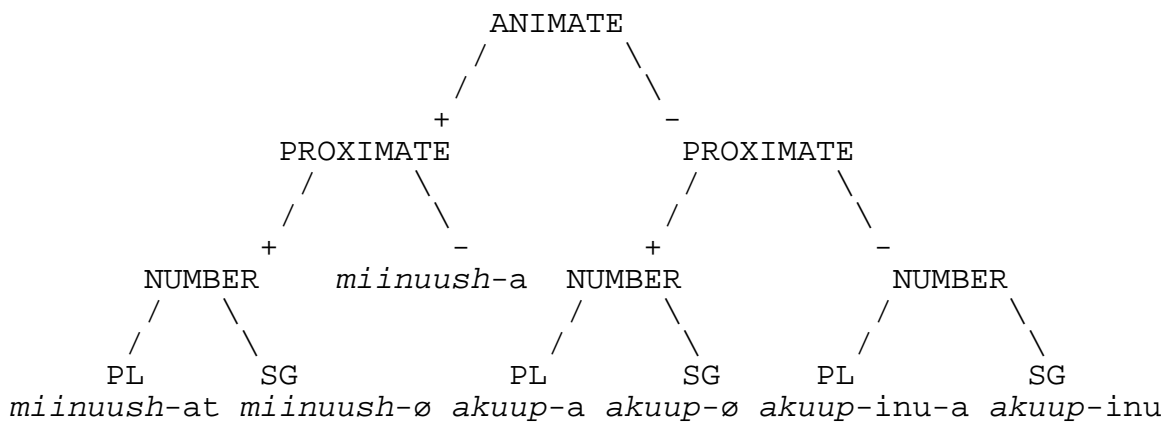 ANIMATE
+ -
PROXIMATE PROXIMATE
+ - + -
NUMBER miinuush-a NUMBER NUMBER
PL SG PL SG PL SG
miinuush-at miinuush-ø akuup-a akuup-ø akuup-inu-a akuup-inu